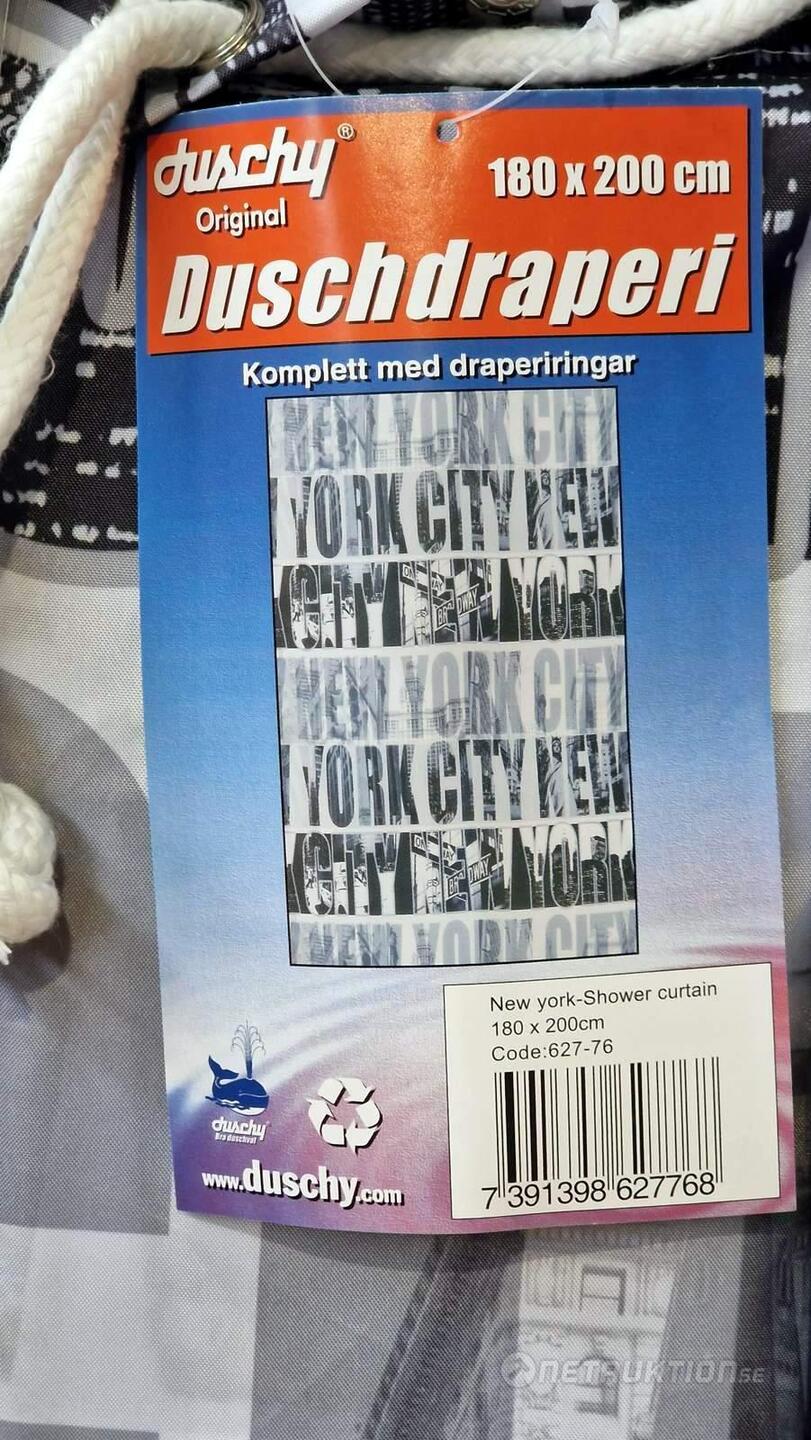 duschy®
Original
180 x 200 cm
Duschdraperi
Komplett med draperiringar
NEW YORK CITY
YORK CITY NEW
CITY NEW YORK
BROADWAY
NEW YORK CITY
YORK CITY NEW
CITY NEW YORK
BROADWAY
NEW YORK CITY
New york-Shower curtain
180 x 200cm
Code:627-76
duschy®
Bra duschval
www.duschy.com
7 391398 627768
NETAUKTION.SE